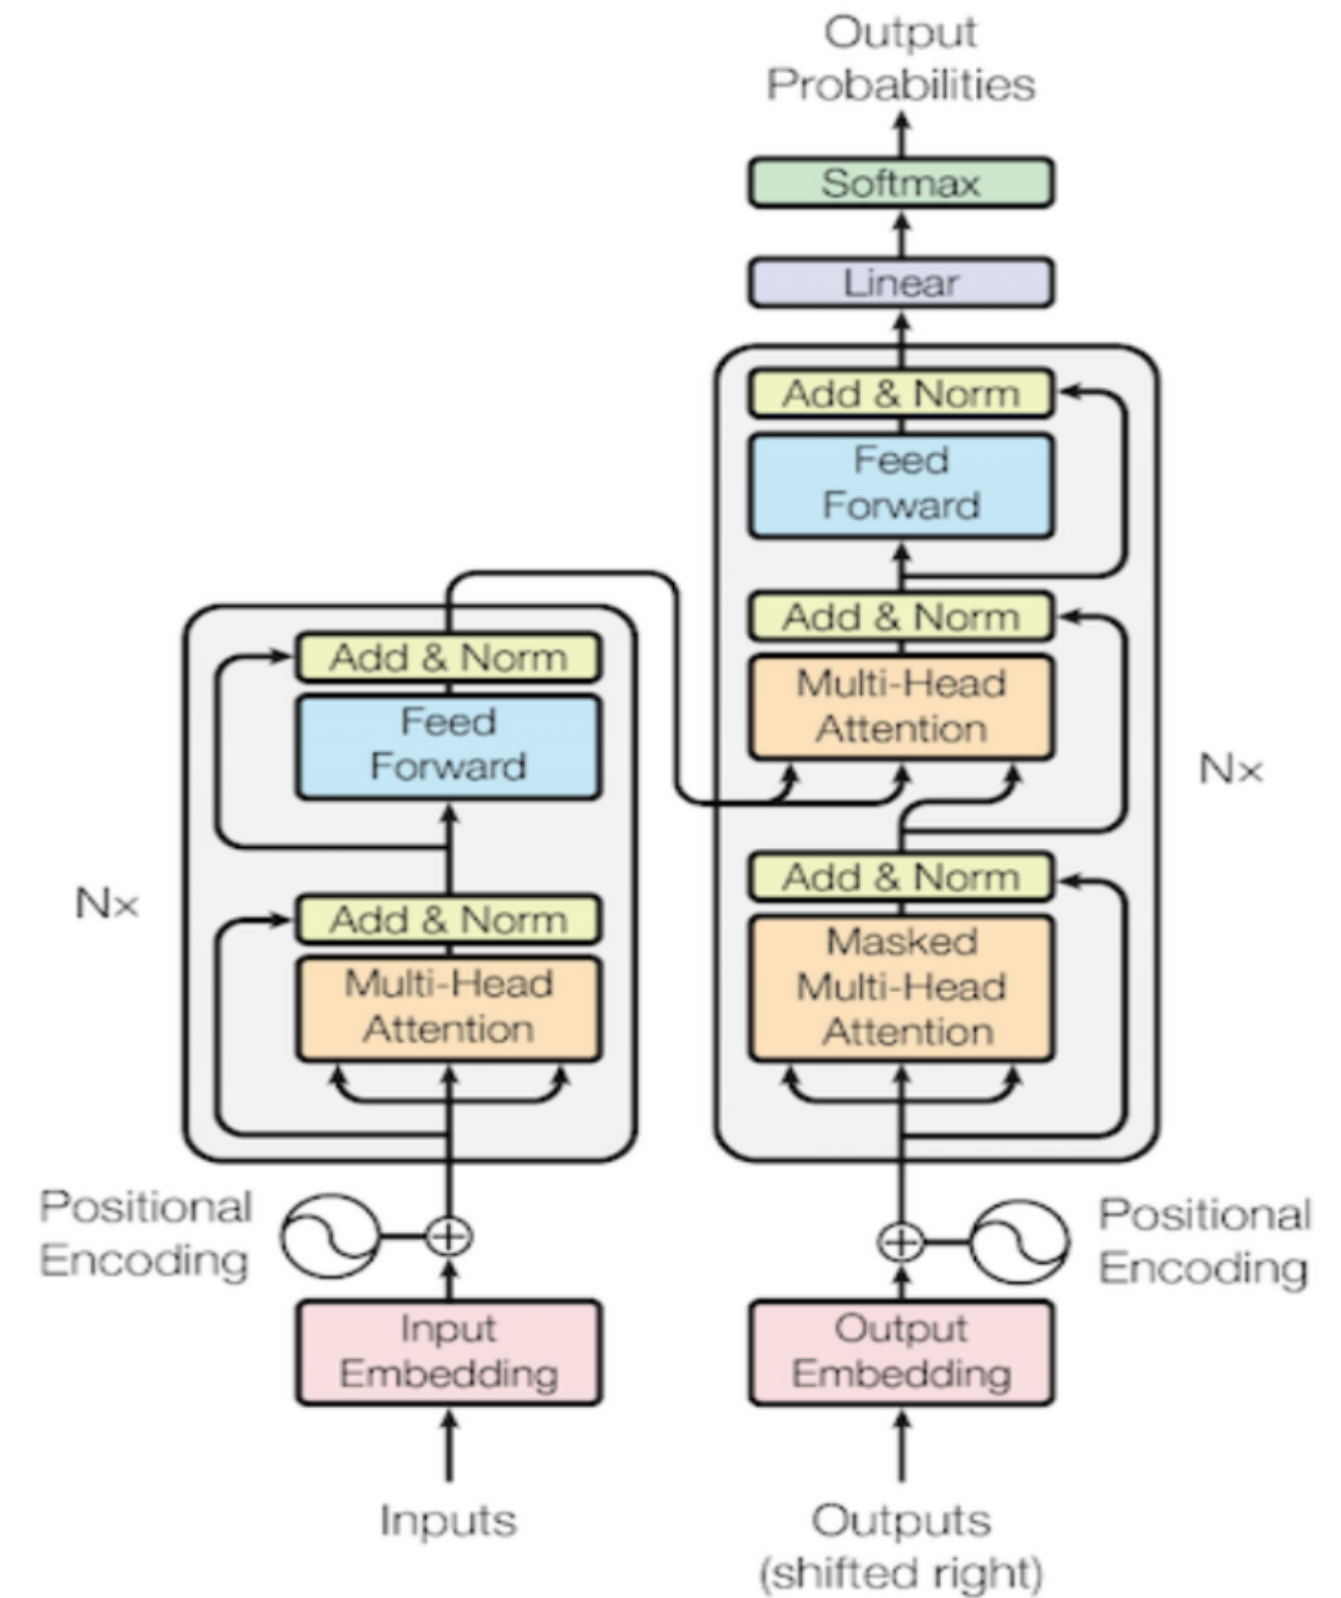 Output
Probabilities
Softmax
Linear
Add & Norm
Feed
Forward
Add & Norm
Multi-Head
Attention
Add & Norm
Masked
Multi-Head
Attention
Nx
Add & Norm
Feed
Forward
Add & Norm
Multi-Head
Attention
Nx
Positional
Encoding
Positional
Encoding
Input
Embedding
Output
Embedding
Inputs
Outputs
(shifted right)